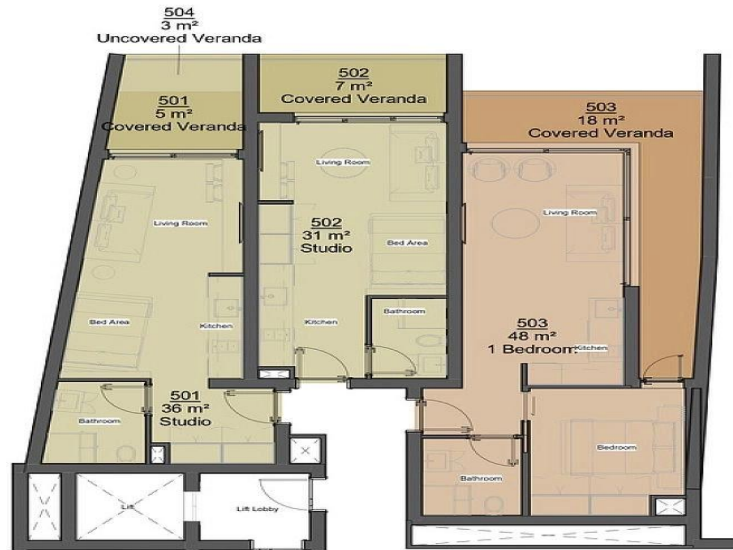 504
3 m²
Uncovered Veranda
501
5 m²
Covered Veranda
502
7 m²
Covered Veranda
503
18 m²
Covered Veranda
Living Room
Living Room
Living Room
502
31 m²
Studio
Bed Area
Bathroom
Bed Area
Kitchen
Kitchen
503
48 m²
1 Bedroom
Kitchen
501
36 m²
Studio
Bathroom
Bedroom
Bathroom
Lift
Lift Lobby